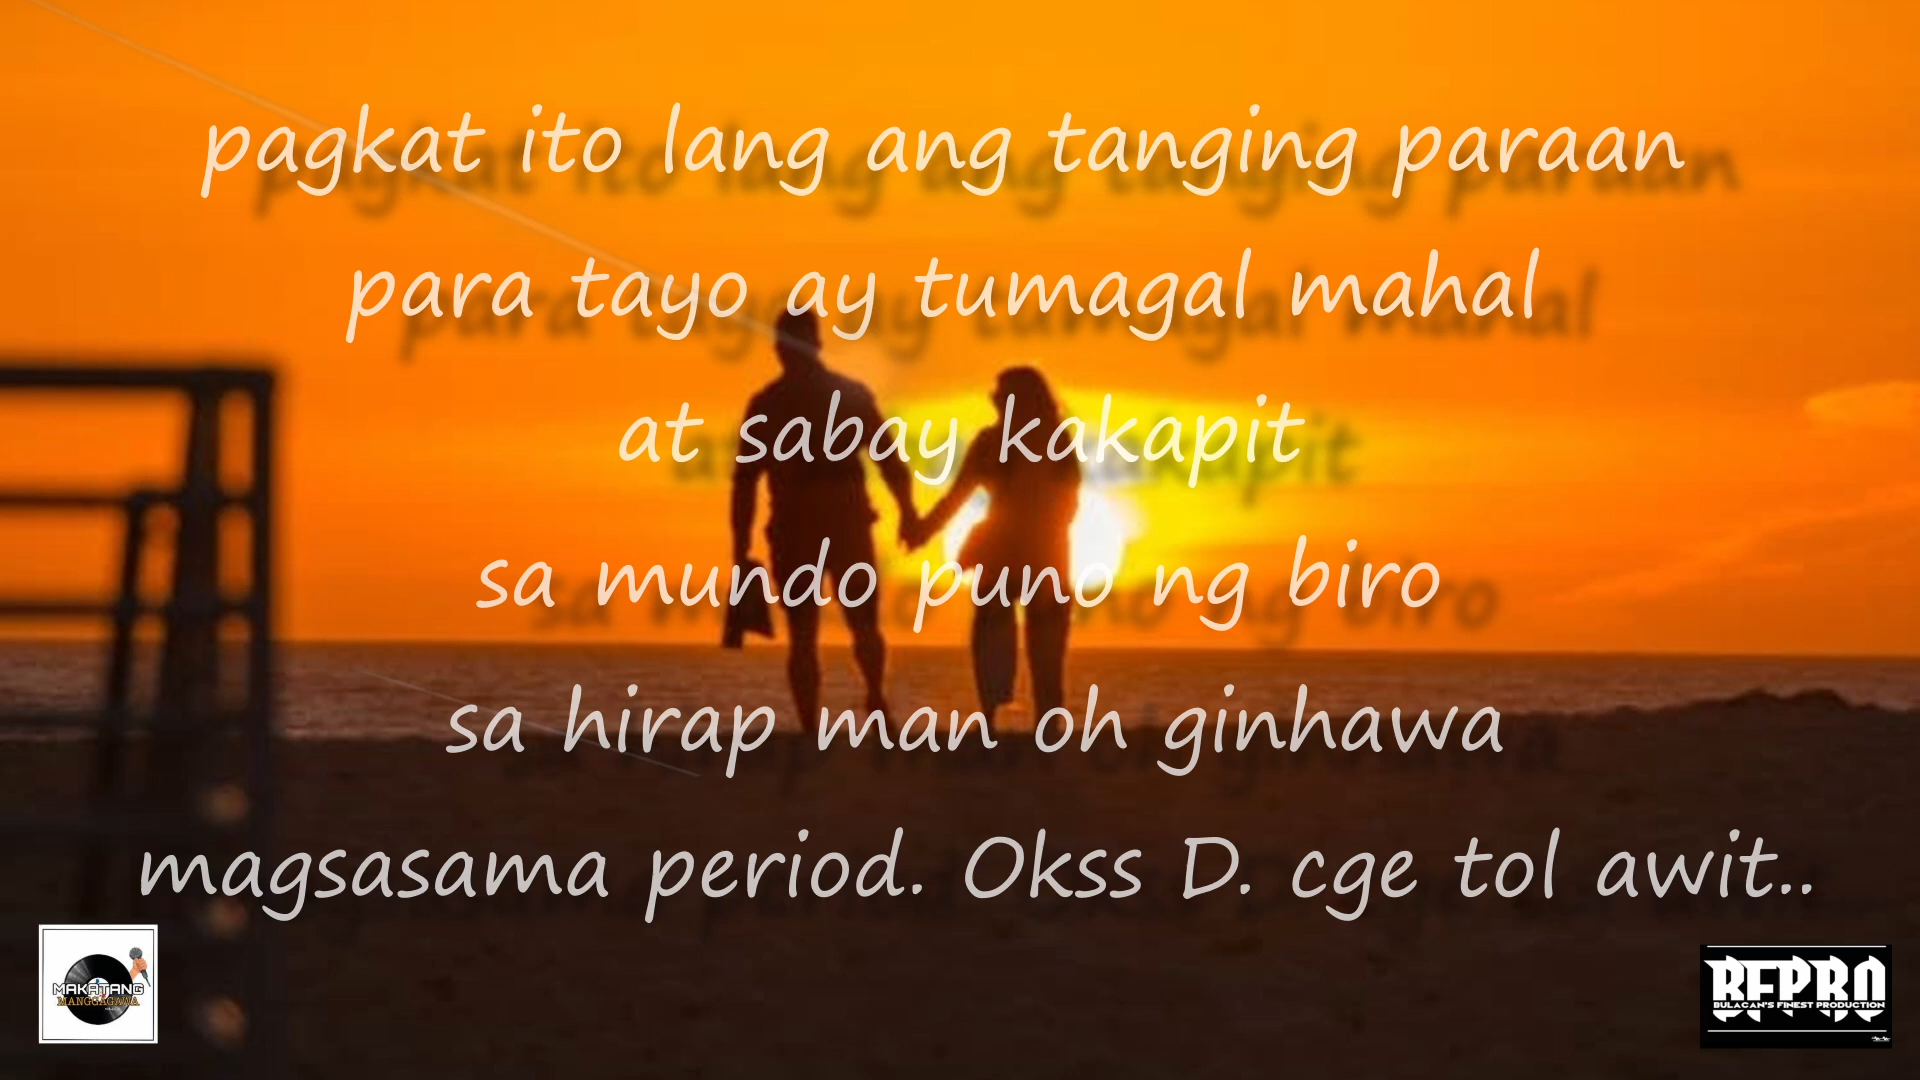 pagkat ito lang ang tanging paraan
para tayo ay tumagal mahal
at sabay kakapit
sa mundo puno ng biro
sa hirap man oh ginhawa
magsasama period. Okss D. cge tol awit..
MAKATANG
MANGGAGAWA
BFPRO
BULACAN'S FINEST PRODUCTION